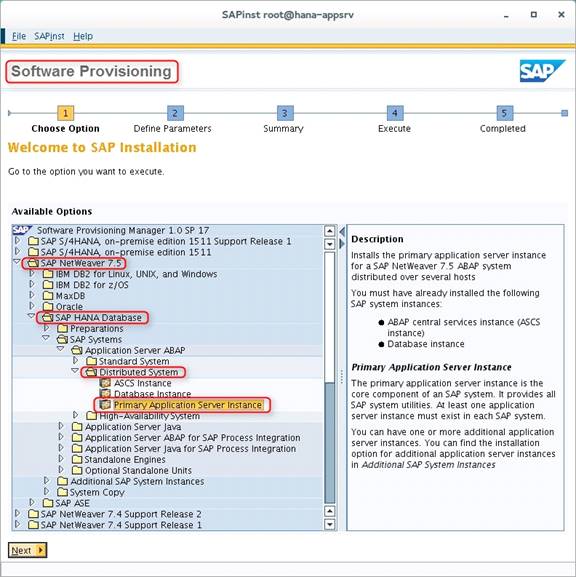 SAPinst root@hana-appsrv
File SAPinst Help
Software Provisioning
SAP
1 2 3 4 5
Choose Option Define Parameters Summary Execute Completed
Welcome to SAP Installation
Go to the option you want to execute.
Available Options
SAP Software Provisioning Manager 1.0 SP 17
SAP S/4HANA, on-premise edition 1511 Support Release 1
SAP S/4HANA, on-premise edition 1511
SAP NetWeaver 7.5
IBM DB2 for Linux, UNIX, and Windows
IBM DB2 for z/OS
MaxDB
Oracle
SAP HANA Database
Preparations
SAP Systems
Application Server ABAP
Standard System
Distributed System
ASCS Instance
Database Instance
Primary Application Server Instance
High-Availability System
Application Server Java
Application Server ABAP for SAP Process Integration
Application Server Java for SAP Process Integration
Standalone Engines
Optional Standalone Units
Additional SAP System Instances
System Copy
SAP ASE
SAP NetWeaver 7.4 Support Release 2
SAP NetWeaver 7.4 Support Release 1
Description
Installs the primary application server instance
for a SAP NetWeaver 7.5 ABAP system
distributed over several hosts
You must have already installed the following
SAP system instances:
● ABAP central services instance (ASCS
instance)
● Database instance
Primary Application Server Instance
The primary application server instance is the
core component of an SAP system. It provides all
SAP system utilities. At least one application
server instance must exist in each SAP system.
You can have one or more additional application
server instances. You can find the installation
option for additional application server instances
in Additional SAP System Instances
Next